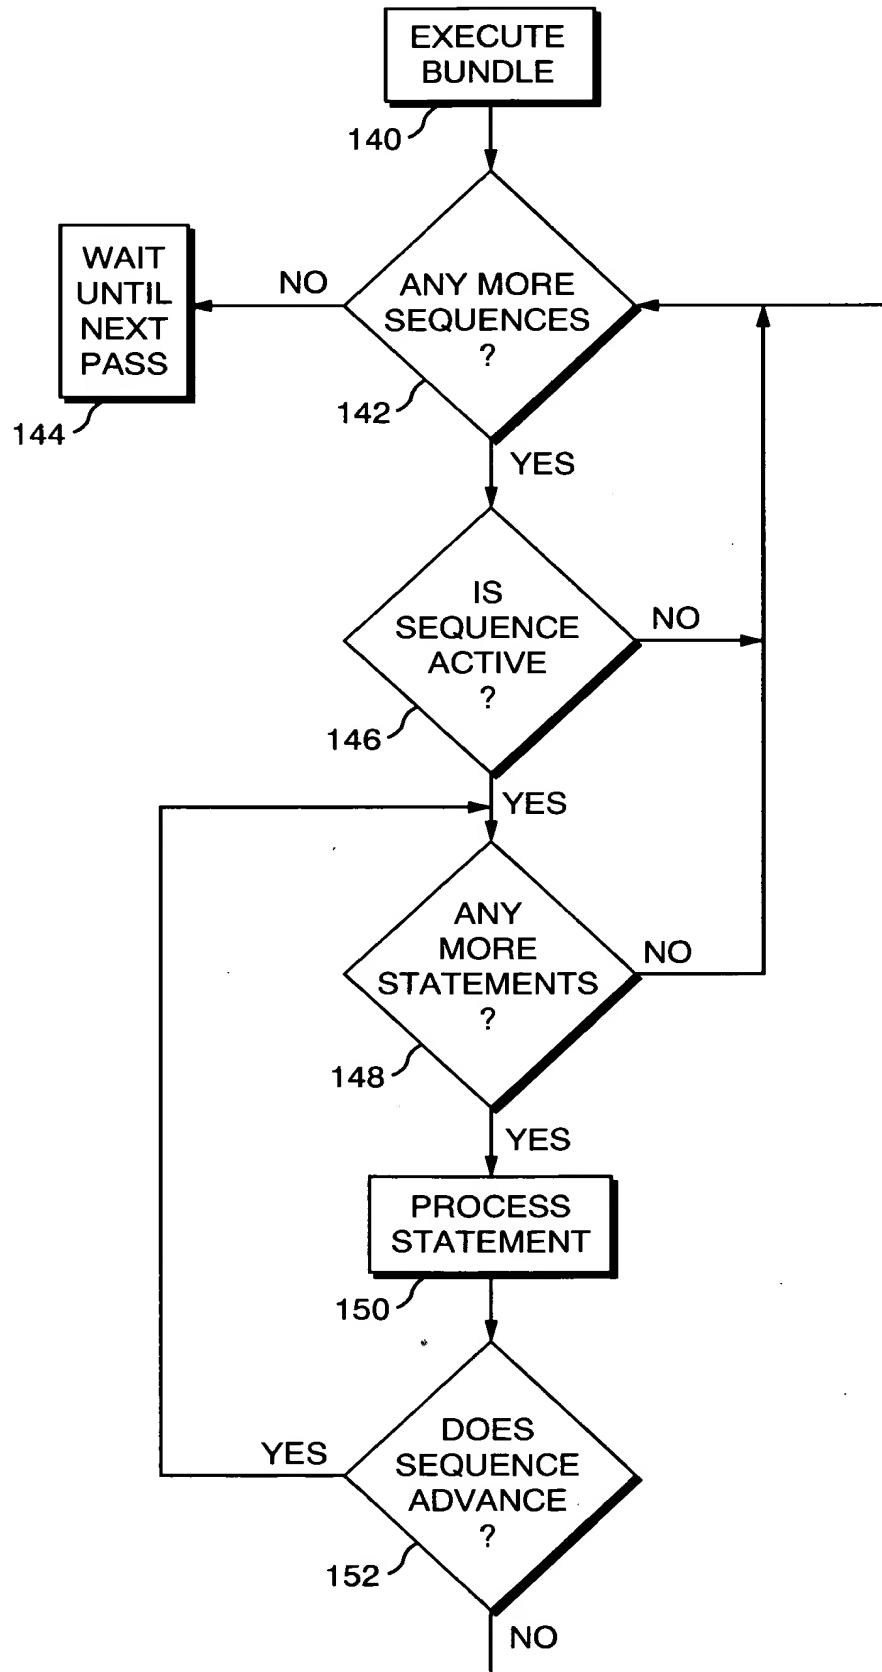 EXECUTE
BUNDLE
140
WAIT
UNTIL
NEXT
PASS
144
NO
ANY MORE
SEQUENCES
?
142
YES
IS
SEQUENCE
ACTIVE
?
NO
146
YES
ANY
MORE
STATEMENTS
?
NO
148
YES
PROCESS
STATEMENT
150
DOES
SEQUENCE
ADVANCE
?
YES
152
NO